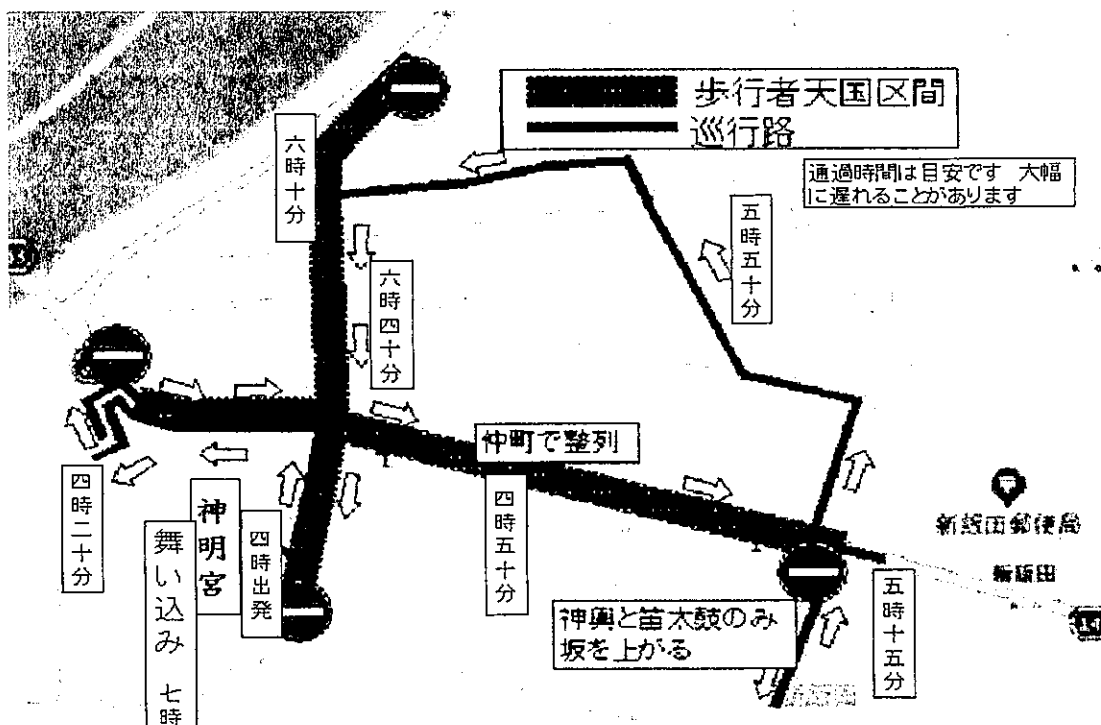 歩行者天国区間
巡行路
通過時間は目安です 大幅
に遅れることがあります
六時十分
五時五十分
六時四十分
仲町で整列
四時五十分
四時二十分
神明宮
四時出発
舞い込み 七時
神輿と笛太鼓のみ
坂を上がる
五時十五分
新飯田郵便局
新飯田